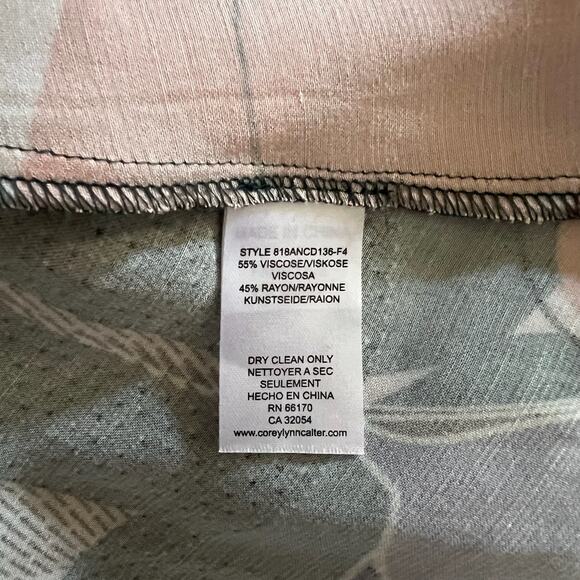 MADE IN CHINA
STYLE 818ANCD136-F4
55% VISCOSE/VISKOSE
VISCOSA
45% RAYON/RAYONNE
KUNSTSEIDE/RAION
DRY CLEAN ONLY
NETTOYER A SEC
SEULEMENT
HECHO EN CHINA
RN 66170
CA 32054
www.coreylynncalter.com